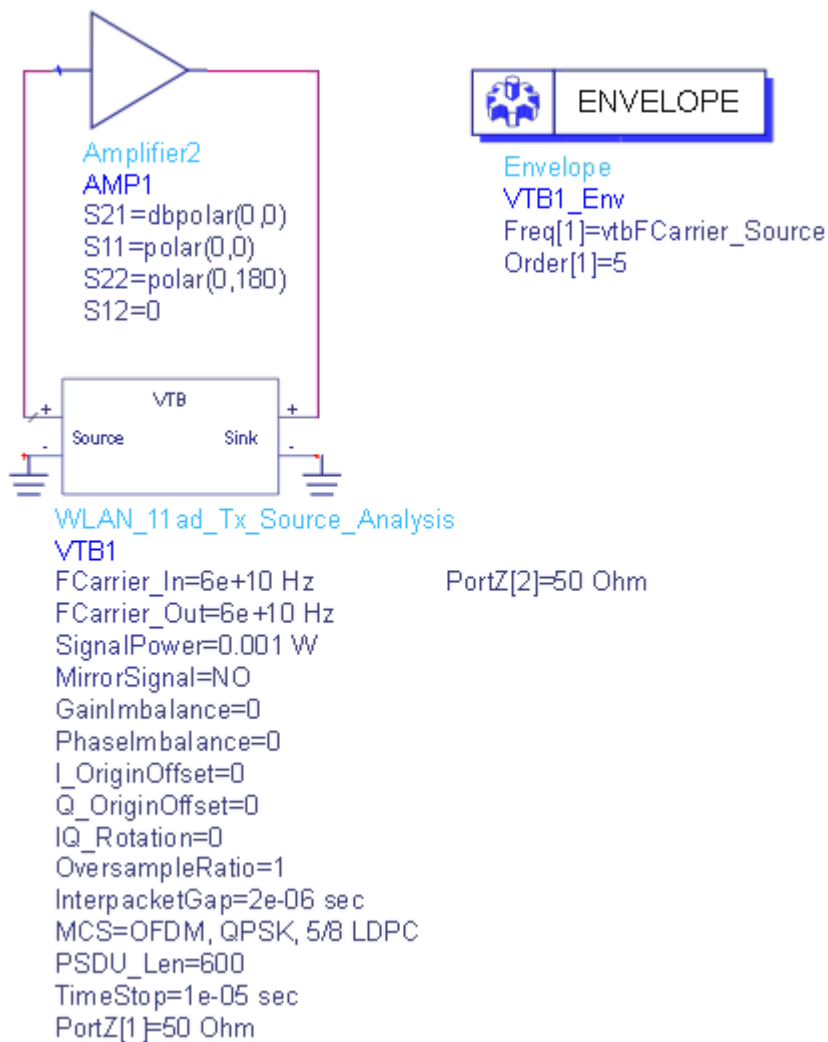 Amplifier2
AMP1
S21=dbpolar(0,0)
S11=polar(0,0)
S22=polar(0,180)
S12=0
ENVELOPE
Envelope
VTB1_Env
Freq[1]=vtbFCarrier_Source
Order[1]=5
VTB
+ +
- -
Source Sink
WLAN_11ad_Tx_Source_Analysis
VTB1
FCarrier_In=6e+10 Hz PortZ[2]=50 Ohm
FCarrier_Out=6e+10 Hz
SignalPower=0.001 W
MirrorSignal=NO
GainImbalance=0
PhaseImbalance=0
I_OriginOffset=0
Q_OriginOffset=0
IQ_Rotation=0
OversampleRatio=1
InterpacketGap=2e-06 sec
MCS=OFDM, QPSK, 5/8 LDPC
PSDU_Len=600
TimeStop=1e-05 sec
PortZ[1]=50 Ohm